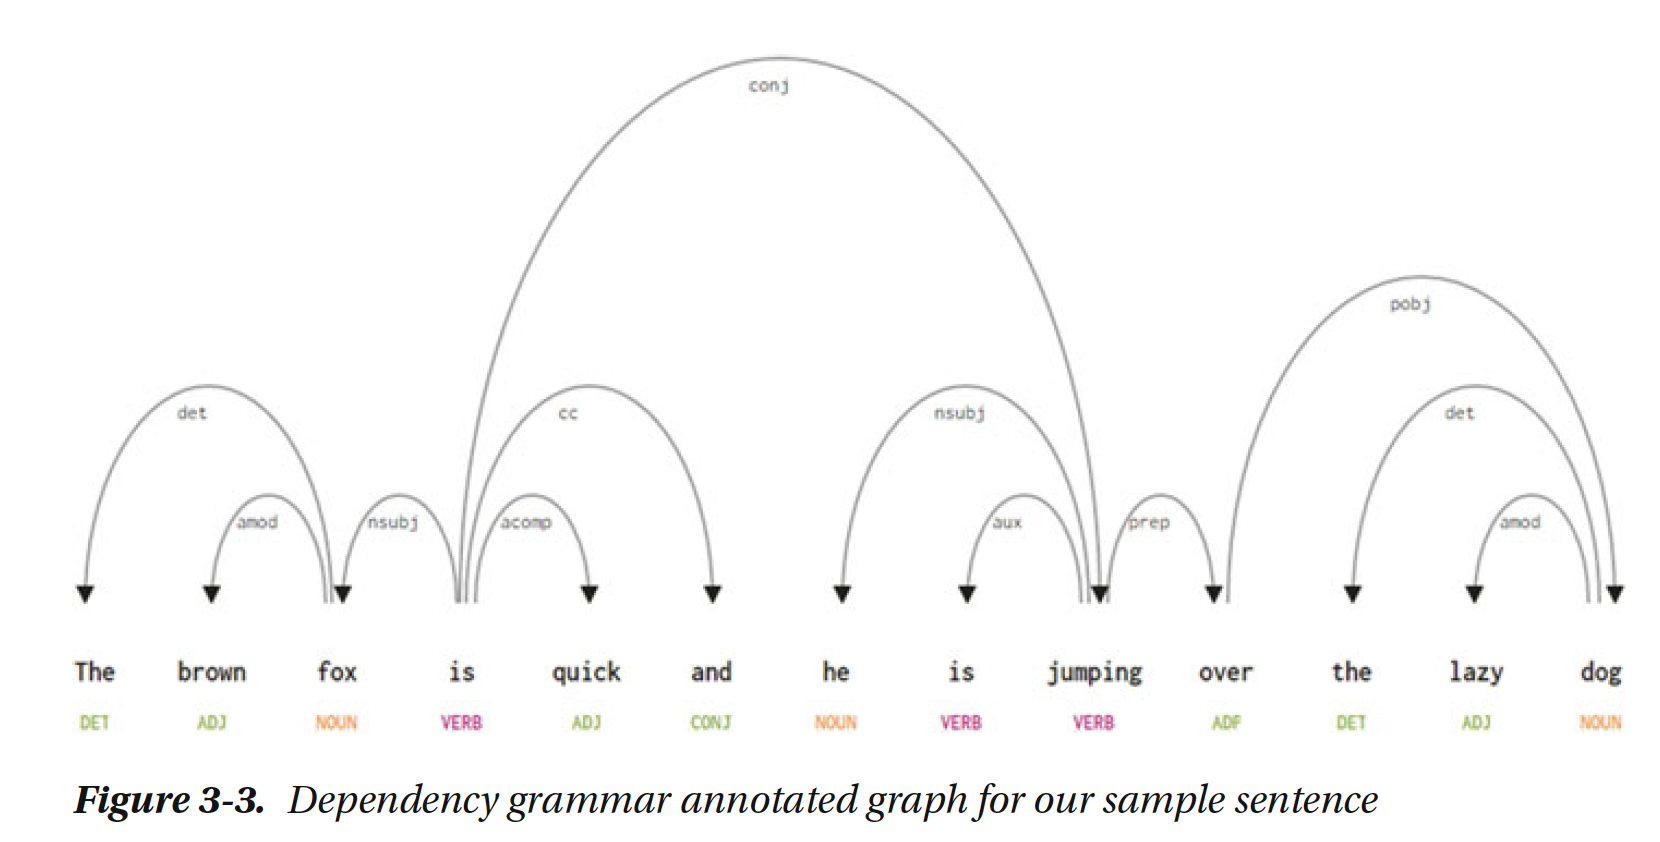 conj
pobj
det cc nsubj det
amod nsubj acomp aux prep amod
The brown fox is quick and he is jumping over the lazy dog
DET ADJ NOUN VERB ADJ CONJ NOUN VERB VERB ADP DET ADJ NOUN
Figure 3-3. Dependency grammar annotated graph for our sample sentence